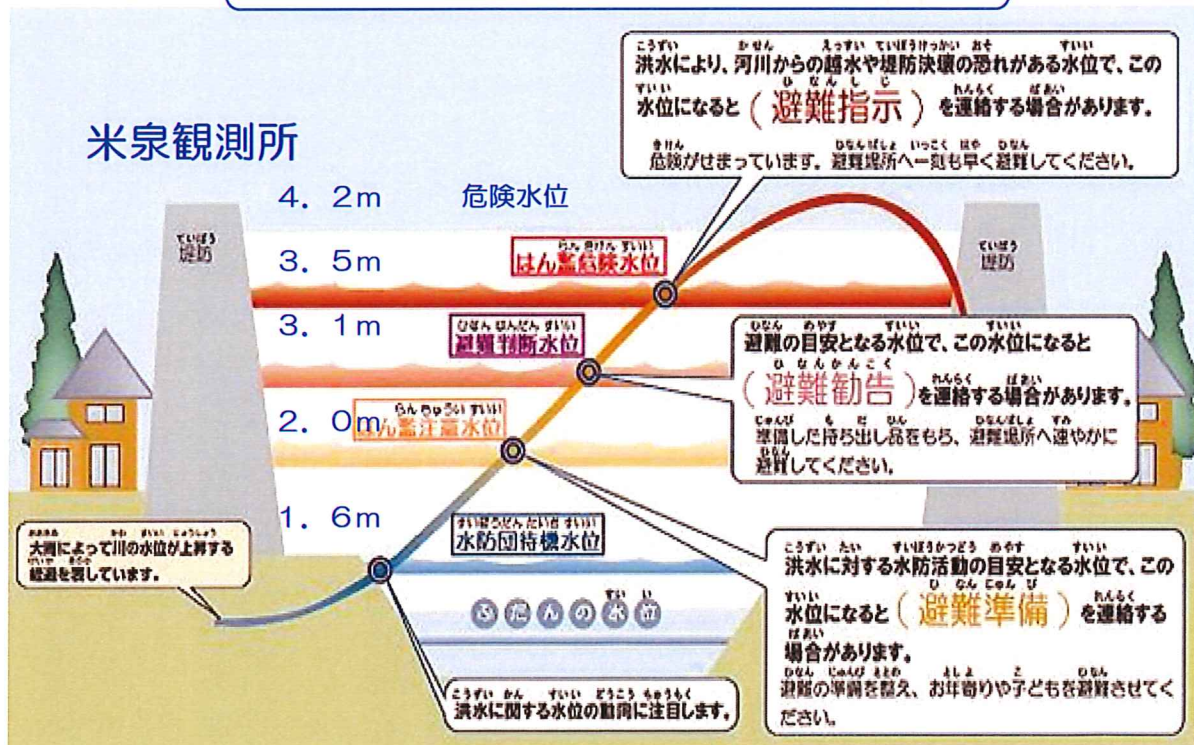 洪水により、河川からの越水や堤防決壊の恐れがある水位で、この
水位になると(避難指示)を連絡する場合があります。
危険がせまっています。避難場所へ一刻も早く避難してください。
米泉観測所
4.2m 危険水位
堤防
堤防
3.5m
はん濫危険水位
3.1m
避難判断水位
避難の目安となる水位で、この水位になると
(避難勧告)を連絡する場合があります。
準備した持ち出し品をもち、避難場所へ速やかに
避難してください。
2.0m
はん濫注意水位
1.6m
水防団待機水位
大雨によって川の水位が上昇する
経過を表しています。
ふだんの水位
洪水に対する水防活動の目安となる水位で、この
水位になると(避難準備)を連絡する
場合があります。
避難の準備を整え、お年寄りや子どもを避難させてく
ださい。
洪水に関する水位の動向に注目します。